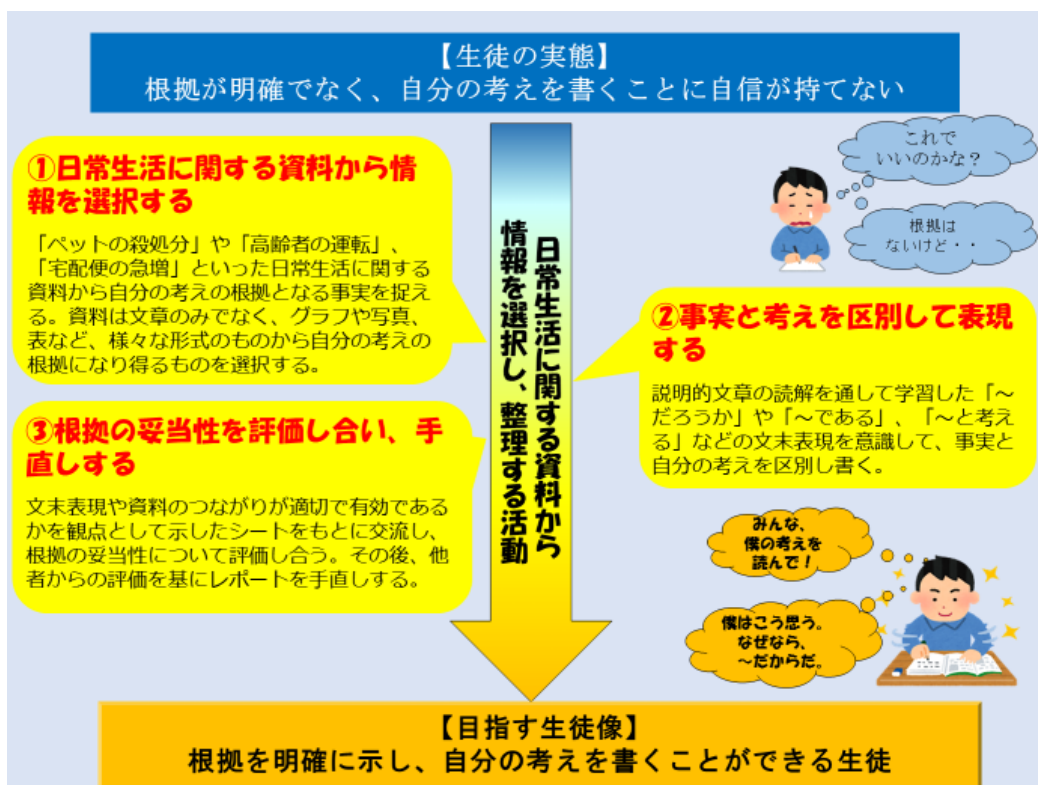 【生徒の実態】
根拠が明確でなく、自分の考えを書くことに自信が持てない
これで
いいのかな？
根拠は
ないけど・・
①日常生活に関する資料から情
報を選択する
「ペットの殺処分」や「高齢者の運転」、
「宅配便の急増」といった日常生活に関する
資料から自分の考えの根拠となる事実を捉え
る。資料は文章のみでなく、グラフや写真、
表など、様々な形式のものから自分の考えの
根拠になり得るものを選択する。
日常生活に関する資料から
情報を選択し、整理する活動
②事実と考えを区別して表現
する
説明的文章の読解を通して学習した「～
だろうか」や「～である」、「～と考え
る」などの文末表現を意識して、事実と
自分の考えを区別し書く。
③根拠の妥当性を評価し合い、手
直しする
文末表現や資料のつながりが適切で有効である
かを観点として示したシートをもとに交流し、
根拠の妥当性について評価し合う。その後、他
者からの評価を基にレポートを手直しする。
みんな、
僕の考えを
読んで！
僕はこう思う。
なぜなら、
～だからだ。
【目指す生徒像】
根拠を明確に示し、自分の考えを書くことができる生徒